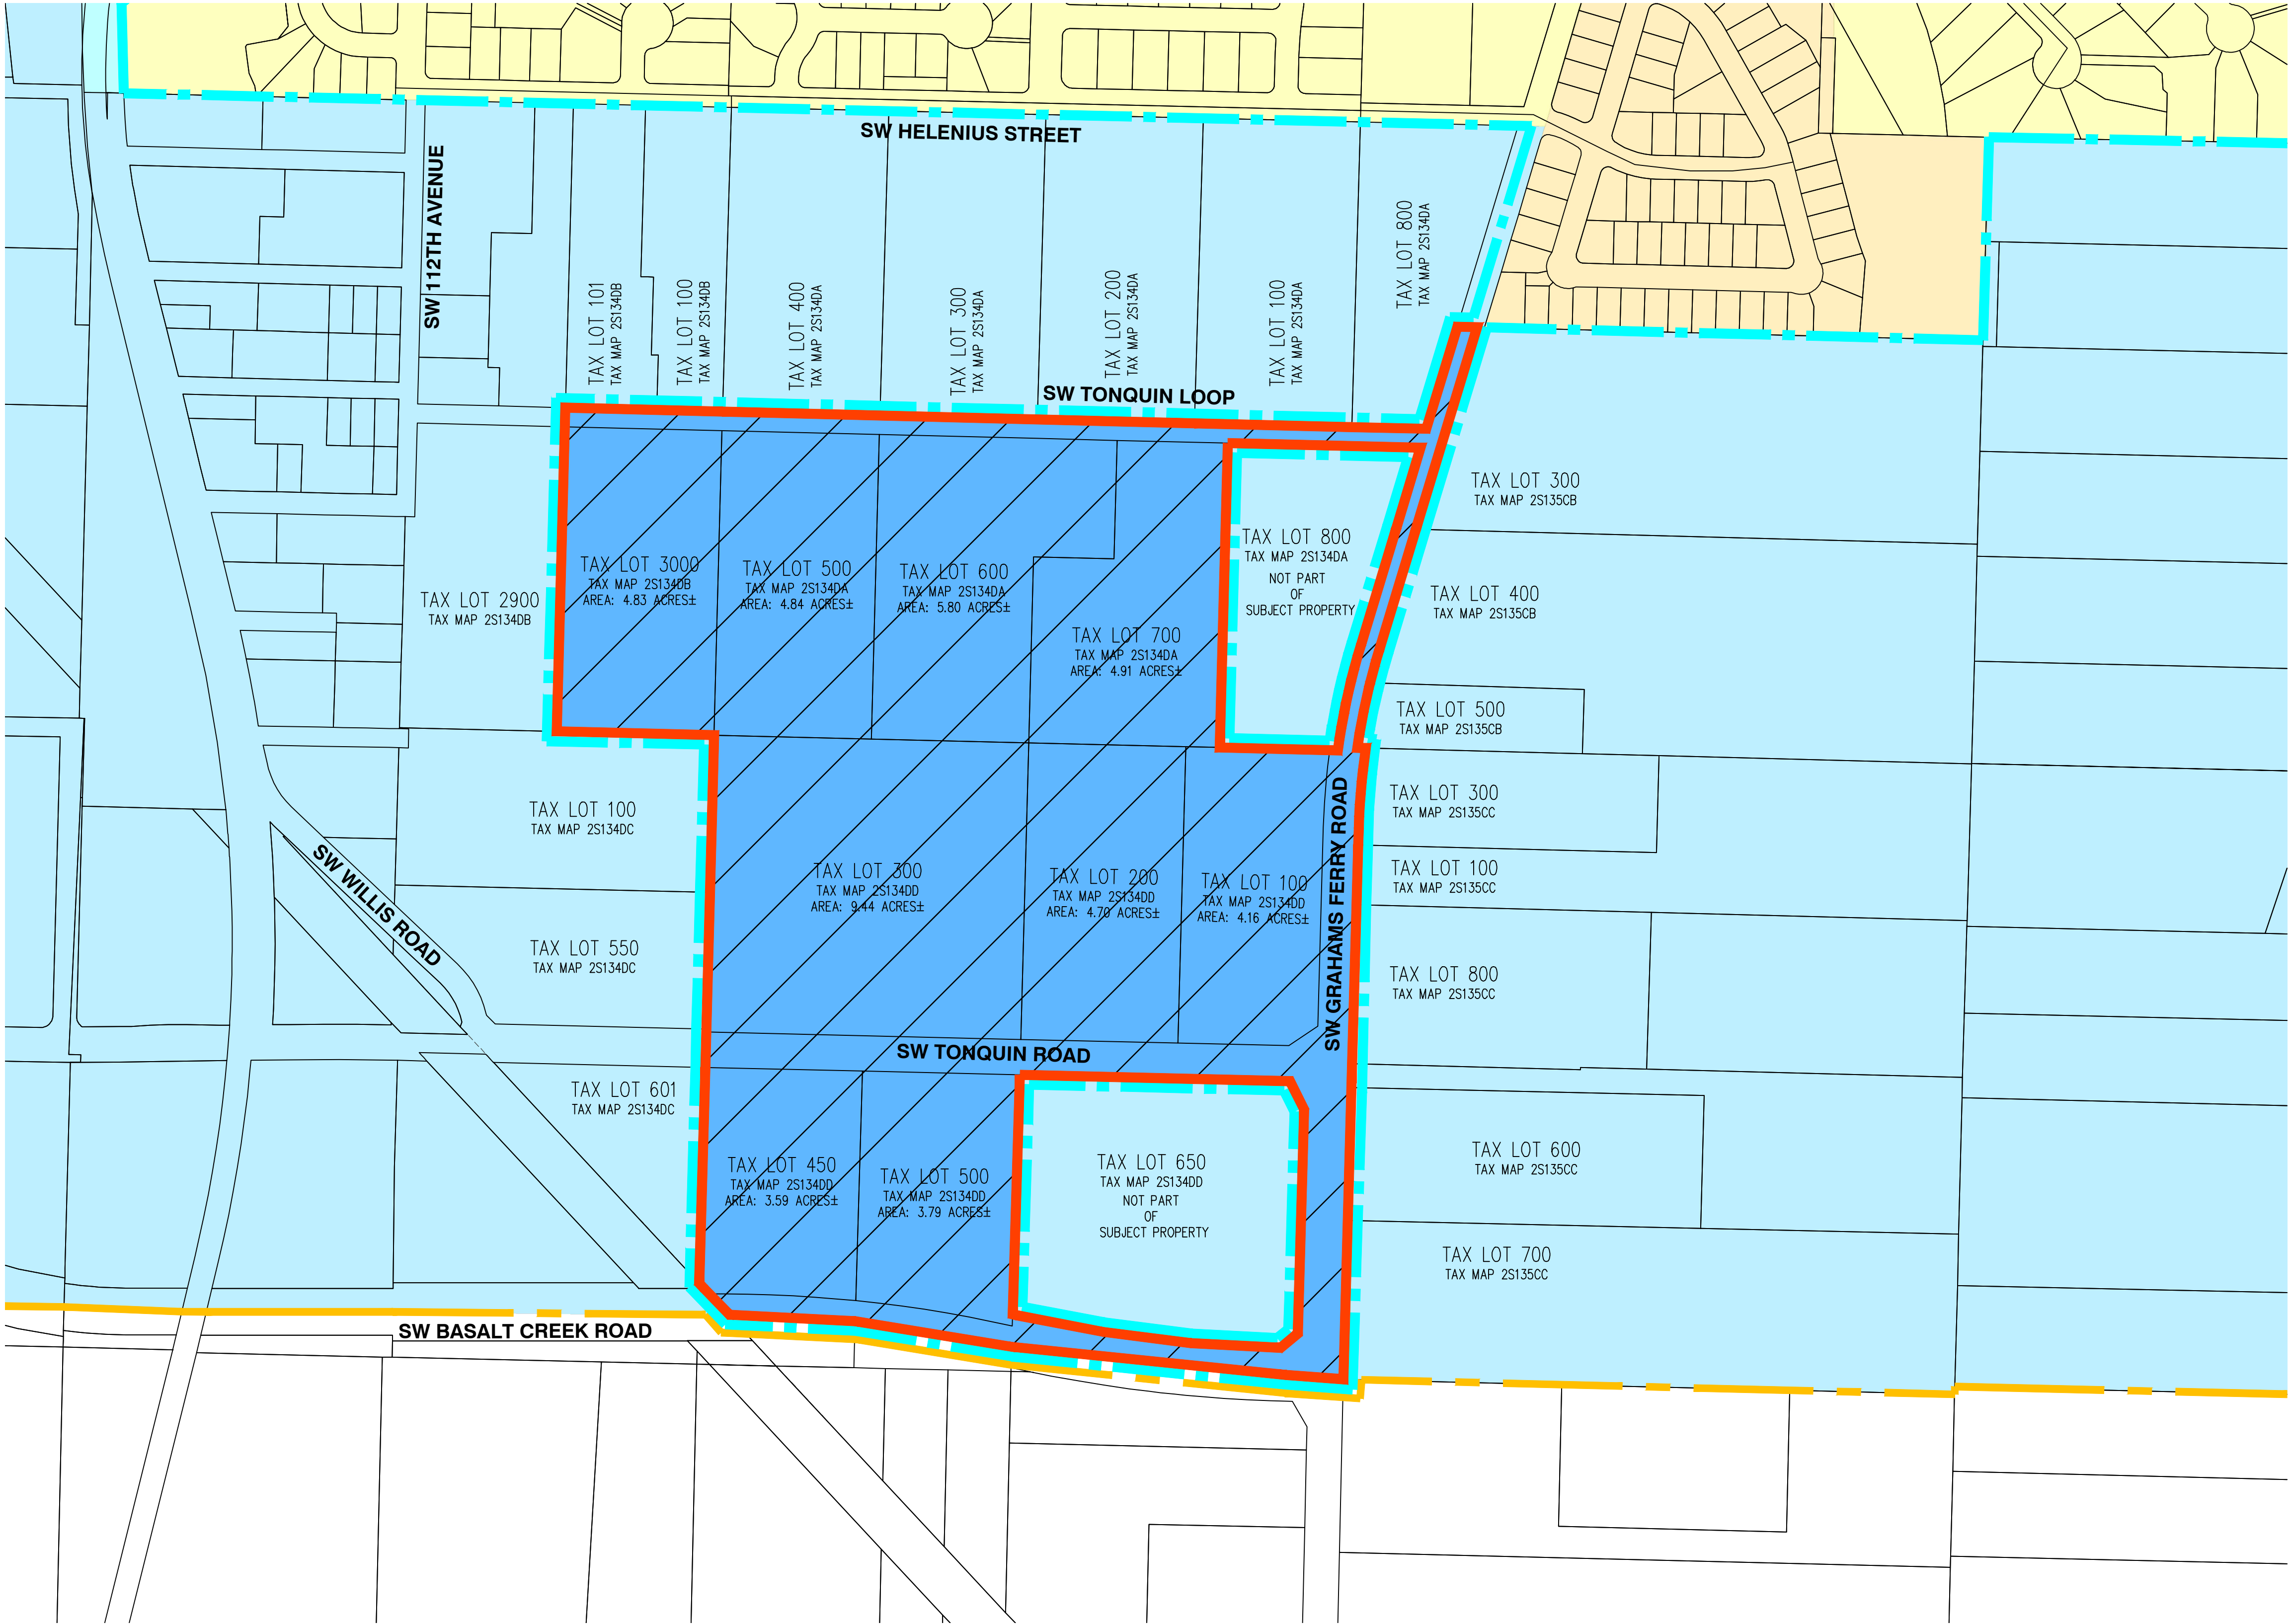 SW HELENIUS STREET
SW 112TH AVENUE
TAX LOT 101
TAX MAP 2S134DB
TAX LOT 100
TAX MAP 2S134DB
TAX LOT 400
TAX MAP 2S134DA
TAX LOT 300
TAX MAP 2S134DA
TAX LOT 200
TAX MAP 2S134DA
TAX LOT 100
TAX MAP 2S134DA
TAX LOT 800
TAX MAP 2S134DA
SW TONQUIN LOOP
TAX LOT 300
TAX MAP 2S135CB
TAX LOT 2900
TAX MAP 2S134DB
TAX LOT 3000
TAX MAP 2S134DB
AREA: 4.83 ACRES±
TAX LOT 500
TAX MAP 2S134DA
AREA: 4.84 ACRES±
TAX LOT 600
TAX MAP 2S134DA
AREA: 5.80 ACRES±
TAX LOT 700
TAX MAP 2S134DA
AREA: 4.91 ACRES±
TAX LOT 800
TAX MAP 2S134DA
NOT PART
OF
SUBJECT PROPERTY
TAX LOT 400
TAX MAP 2S135CB
TAX LOT 500
TAX MAP 2S135CB
TAX LOT 100
TAX MAP 2S134DC
TAX LOT 300
TAX MAP 2S135CC
SW WILLIS ROAD
TAX LOT 300
TAX MAP 2S134DD
AREA: 9.44 ACRES±
TAX LOT 200
TAX MAP 2S134DD
AREA: 4.70 ACRES±
TAX LOT 100
TAX MAP 2S134DD
AREA: 4.16 ACRES±
SW GRAHAMS FERRY ROAD
TAX LOT 100
TAX MAP 2S135CC
TAX LOT 550
TAX MAP 2S134DC
TAX LOT 800
TAX MAP 2S135CC
SW TONQUIN ROAD
TAX LOT 601
TAX MAP 2S134DC
TAX LOT 450
TAX MAP 2S134DD
AREA: 3.59 ACRES±
TAX LOT 500
TAX MAP 2S134DD
AREA: 3.79 ACRES±
TAX LOT 650
TAX MAP 2S134DD
NOT PART
OF
SUBJECT PROPERTY
TAX LOT 600
TAX MAP 2S135CC
TAX LOT 700
TAX MAP 2S135CC
SW BASALT CREEK ROAD